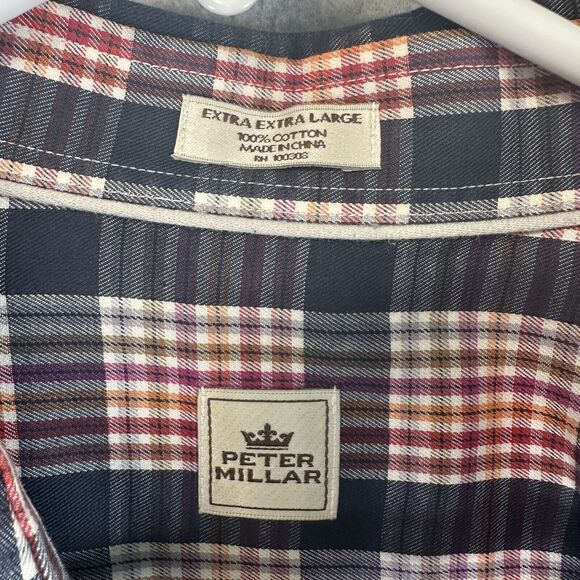 EXTRA EXTRA LARGE
100% COTTON
MADE IN CHINA
RN 100308
PETER
MILLAR